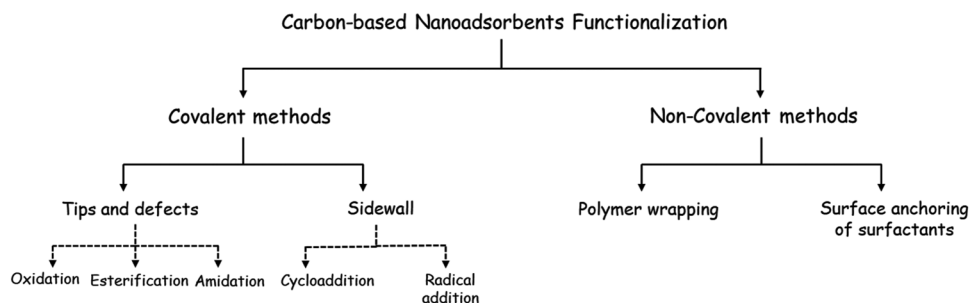 Carbon-based Nanoadsorbents Functionalization
Covalent methods
Non-Covalent methods
Tips and defects
Sidewall
Polymer wrapping
Surface anchoring
of surfactants
Oxidation
Esterification
Amidation
Cycloaddition
Radical
addition